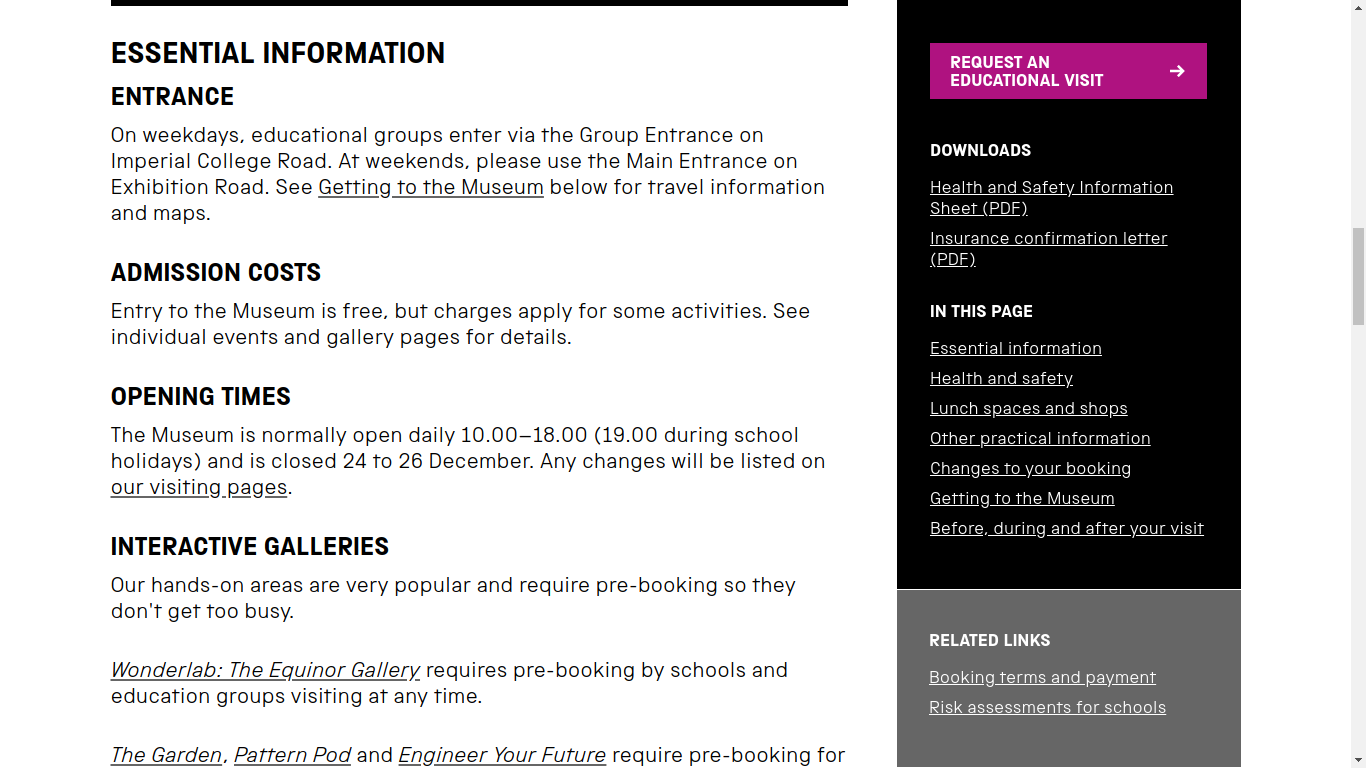 ESSENTIAL INFORMATION
ENTRANCE
On weekdays, educational groups enter via the Group Entrance on
Imperial College Road. At weekends, please use the Main Entrance on
Exhibition Road. See Getting to the Museum below for travel information
and maps.
ADMISSION COSTS
Entry to the Museum is free, but charges apply for some activities. See
individual events and gallery pages for details.
OPENING TIMES
The Museum is normally open daily 10.00–18.00 (19.00 during school
holidays) and is closed 24 to 26 December. Any changes will be listed on
our visiting pages.
INTERACTIVE GALLERIES
Our hands-on areas are very popular and require pre-booking so they
don't get too busy.
Wonderlab: The Equinor Gallery requires pre-booking by schools and
education groups visiting at any time.
The Garden, Pattern Pod and Engineer Your Future require pre-booking for
REQUEST AN
EDUCATIONAL VISIT
DOWNLOADS
Health and Safety Information
Sheet (PDF)
Insurance confirmation letter
(PDF)
IN THIS PAGE
Essential information
Health and safety
Lunch spaces and shops
Other practical information
Changes to your booking
Getting to the Museum
Before, during and after your visit
RELATED LINKS
Booking terms and payment
Risk assessments for schools